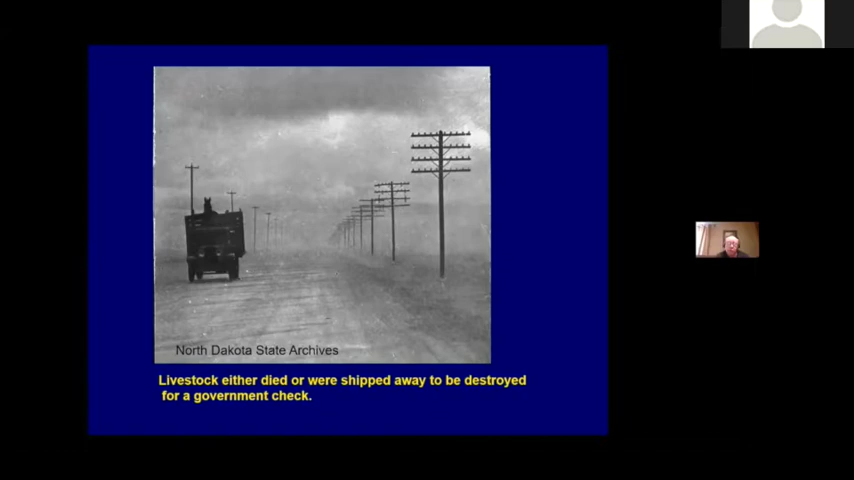 North Dakota State Archives
Livestock either died or were shipped away to be destroyed
for a government check.